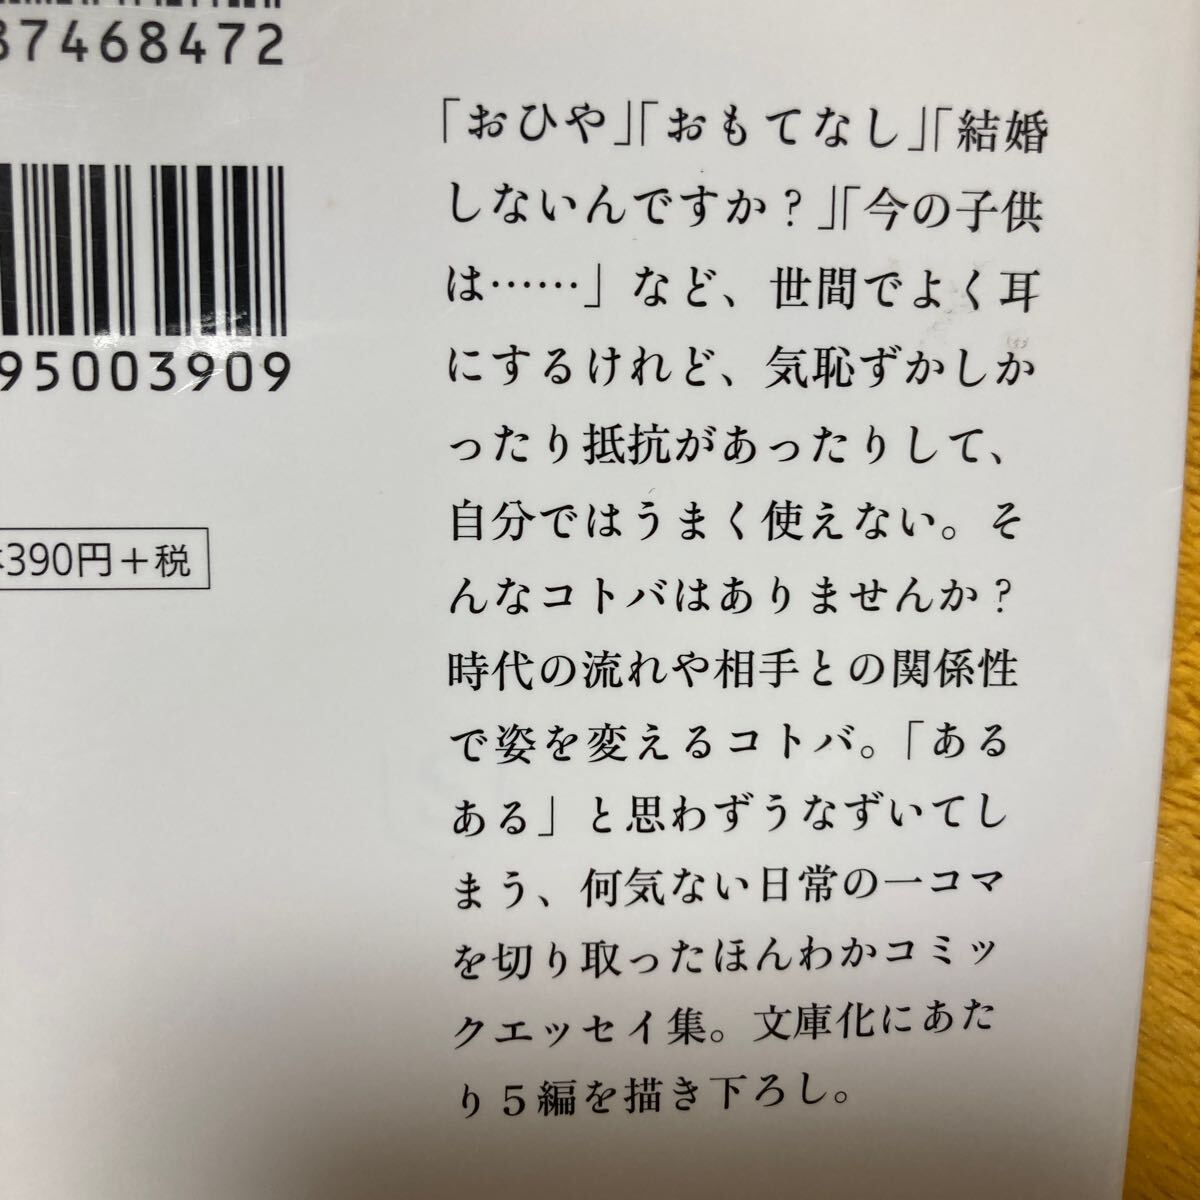 87468472
95003909
390円＋税
「おひや」「おもてなし」「結婚
しないんですか？」「今の子供
は……」など、世間でよく耳
にするけれど、気恥ずかしか
ったり抵抗があったりして、
自分ではうまく使えない。そ
んなコトバはありませんか？
時代の流れや相手との関係性
で姿を変えるコトバ。「ある
ある」と思わずうなずいてし
まう、何気ない日常の一コマ
を切り取ったほんわかコミッ
クエッセイ集。文庫化にあた
り５編を描き下ろし。